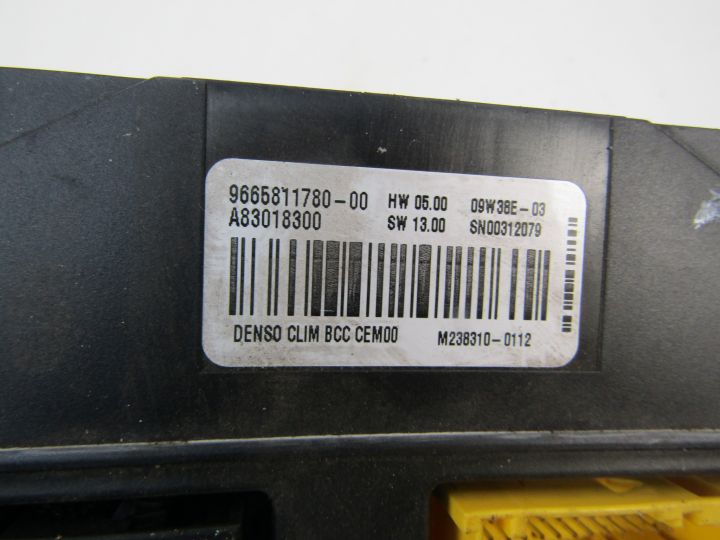 9665811780-00 HW 05.00 09W38E-03
A83018300 SW 13.00 SN00312079
DENSO CLIM BCC CEM00 M238310-0112